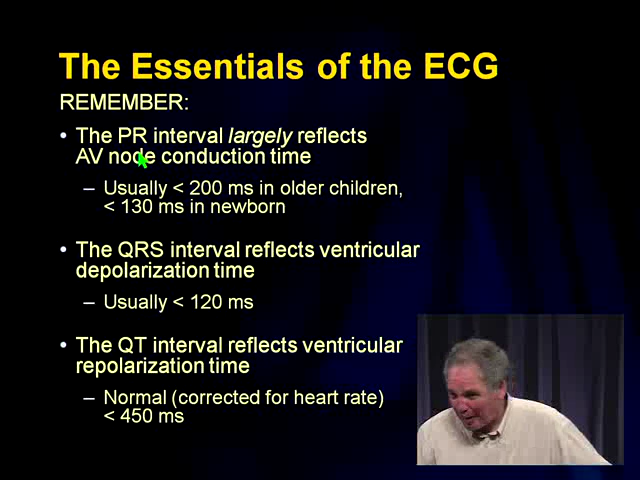 The Essentials of the ECG
REMEMBER:
• The PR interval largely reflects
AV node conduction time
– Usually < 200 ms in older children,
< 130 ms in newborn
• The QRS interval reflects ventricular
depolarization time
– Usually < 120 ms
• The QT interval reflects ventricular
repolarization time
– Normal (corrected for heart rate)
< 450 ms